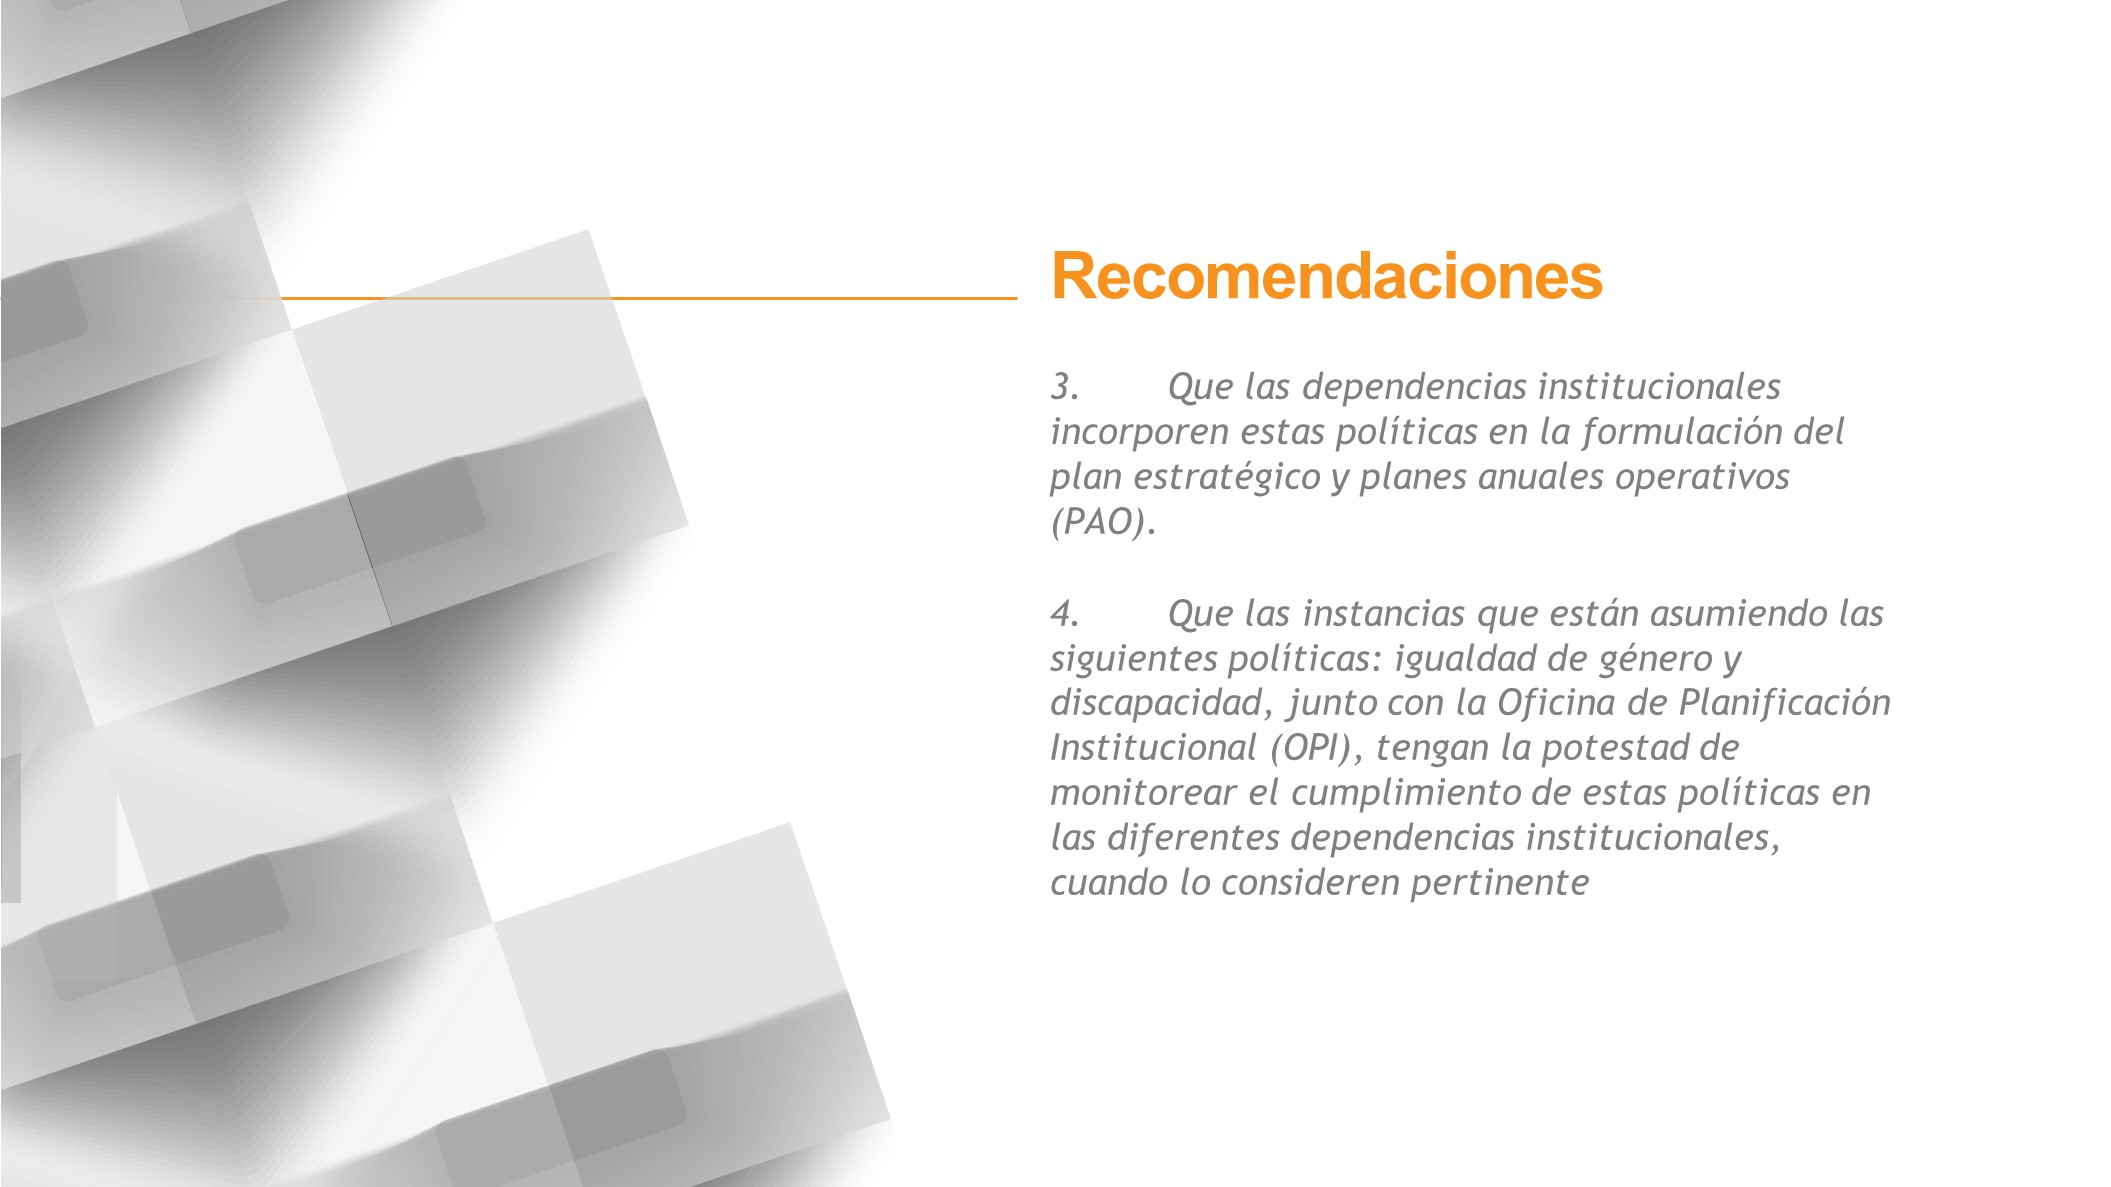 Recomendaciones
3. Que las dependencias institucionales
incorporen estas políticas en la formulación del
plan estratégico y planes anuales operativos
(PAO).
4. Que las instancias que están asumiendo las
siguientes políticas: igualdad de género y
discapacidad, junto con la Oficina de Planificación
Institucional (OPI), tengan la potestad de
monitorear el cumplimiento de estas políticas en
las diferentes dependencias institucionales,
cuando lo consideren pertinente